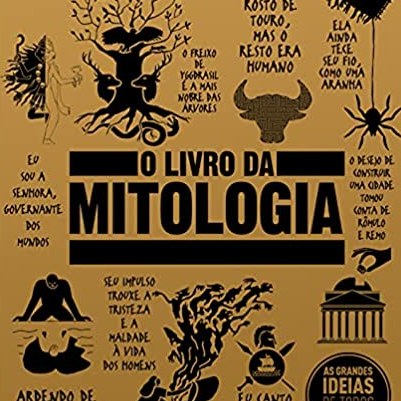 ROSTO DE
TOURO,
MAS O
RESTO ERA
HUMANO
ELA
AINDA
TECE
SEU FIO,
COMO UMA
ARANHA
O FREIXO
DE
YGGDRASIL
É A MAIS
NOBRE DAS
ÁRVORES
EU
SOU A
SENHORA,
GOVERNANTE
DOS
MUNDOS
O LIVRO DA
MITOLOGIA
O DESEJO DE
CONSTRUIR
UMA CIDADE
TOMOU
CONTA DE
RÔMULO
E REMO
SEU IMPULSO
TROUXE A
TRISTEZA
E A
MALDADE
À VIDA
DOS HOMENS
ARDENDO DE
EU CANTO
AS GRANDES
IDEIAS
DE TODOS